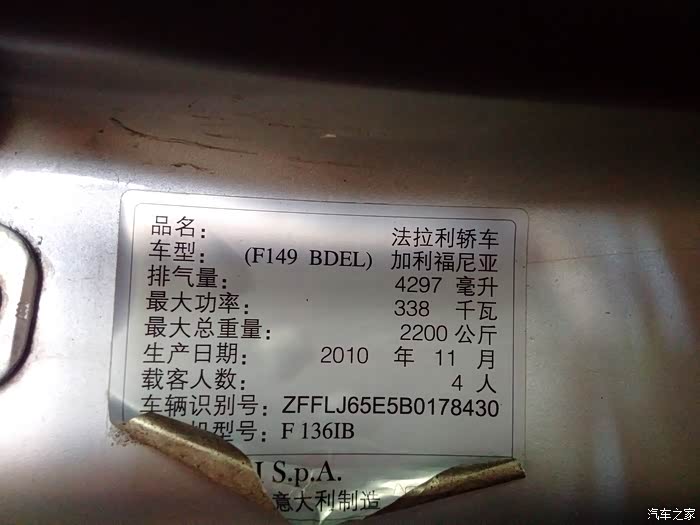 品名： 法拉利轿车
车型： (F149 BDEL) 加利福尼亚
排气量： 4297 毫升
最大功率： 338 千瓦
最大总重量： 2200 公斤
生产日期： 2010 年 11 月
载客人数： 4 人
车辆识别号：ZFFLJ65E5B0178430
机型号：F 136IB
S.p.A.
意大利制造
汽车之家